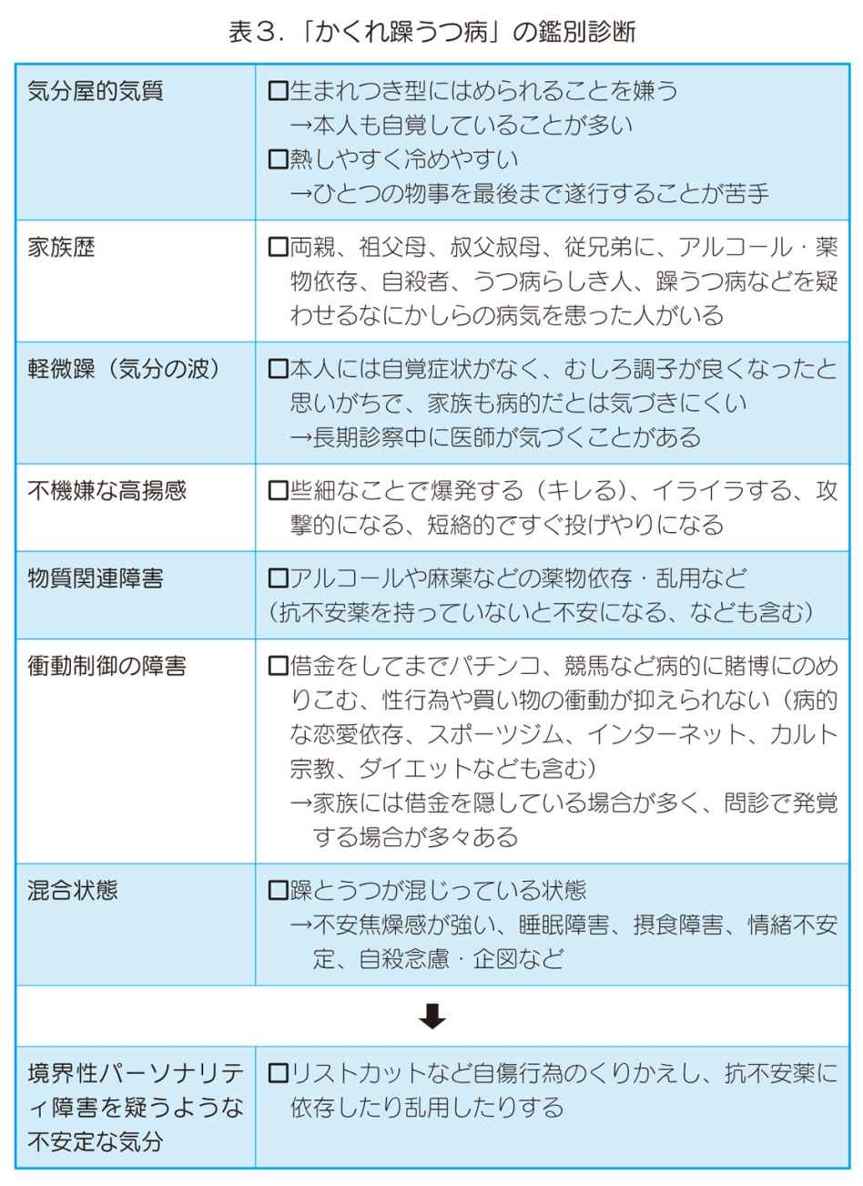 表３.「かくれ躁うつ病」の鑑別診断
気分屋的気質
□生まれつき型にはめられることを嫌う
→本人も自覚していることが多い
□熱しやすく冷めやすい
→ひとつの物事を最後まで遂行することが苦手
家族歴
□両親、祖父母、叔父叔母、従兄弟に、アルコール・薬
物依存、自殺者、うつ病らしき人、躁うつ病などを疑
わせるなにかしらの病気を患った人がいる
軽微躁（気分の波）
□本人には自覚症状がなく、むしろ調子が良くなったと
思いがちで、家族も病的だとは気づきにくい
→長期診察中に医師が気づくことがある
不機嫌な高揚感
□些細なことで爆発する（キレる）、イライラする、攻
撃的になる、短絡的ですぐ投げやりになる
物質関連障害
□アルコールや麻薬などの薬物依存・乱用など
（抗不安薬を持っていないと不安になる、なども含む）
衝動制御の障害
□借金をしてまでパチンコ、競馬など病的に賭博にのめ
りこむ、性行為や買い物の衝動が抑えられない（病的
な恋愛依存、スポーツジム、インターネット、カルト
宗教、ダイエットなども含む）
→家族には借金を隠している場合が多く、問診で発覚
する場合が多々ある
混合状態
□躁とうつが混じっている状態
→不安焦燥感が強い、睡眠障害、摂食障害、情緒不安
定、自殺念慮・企図など
⬇
境界性パーソナリテ
ィ障害を疑うような
不安定な気分
□リストカットなど自傷行為のくりかえし、抗不安薬に
依存したり乱用したりする